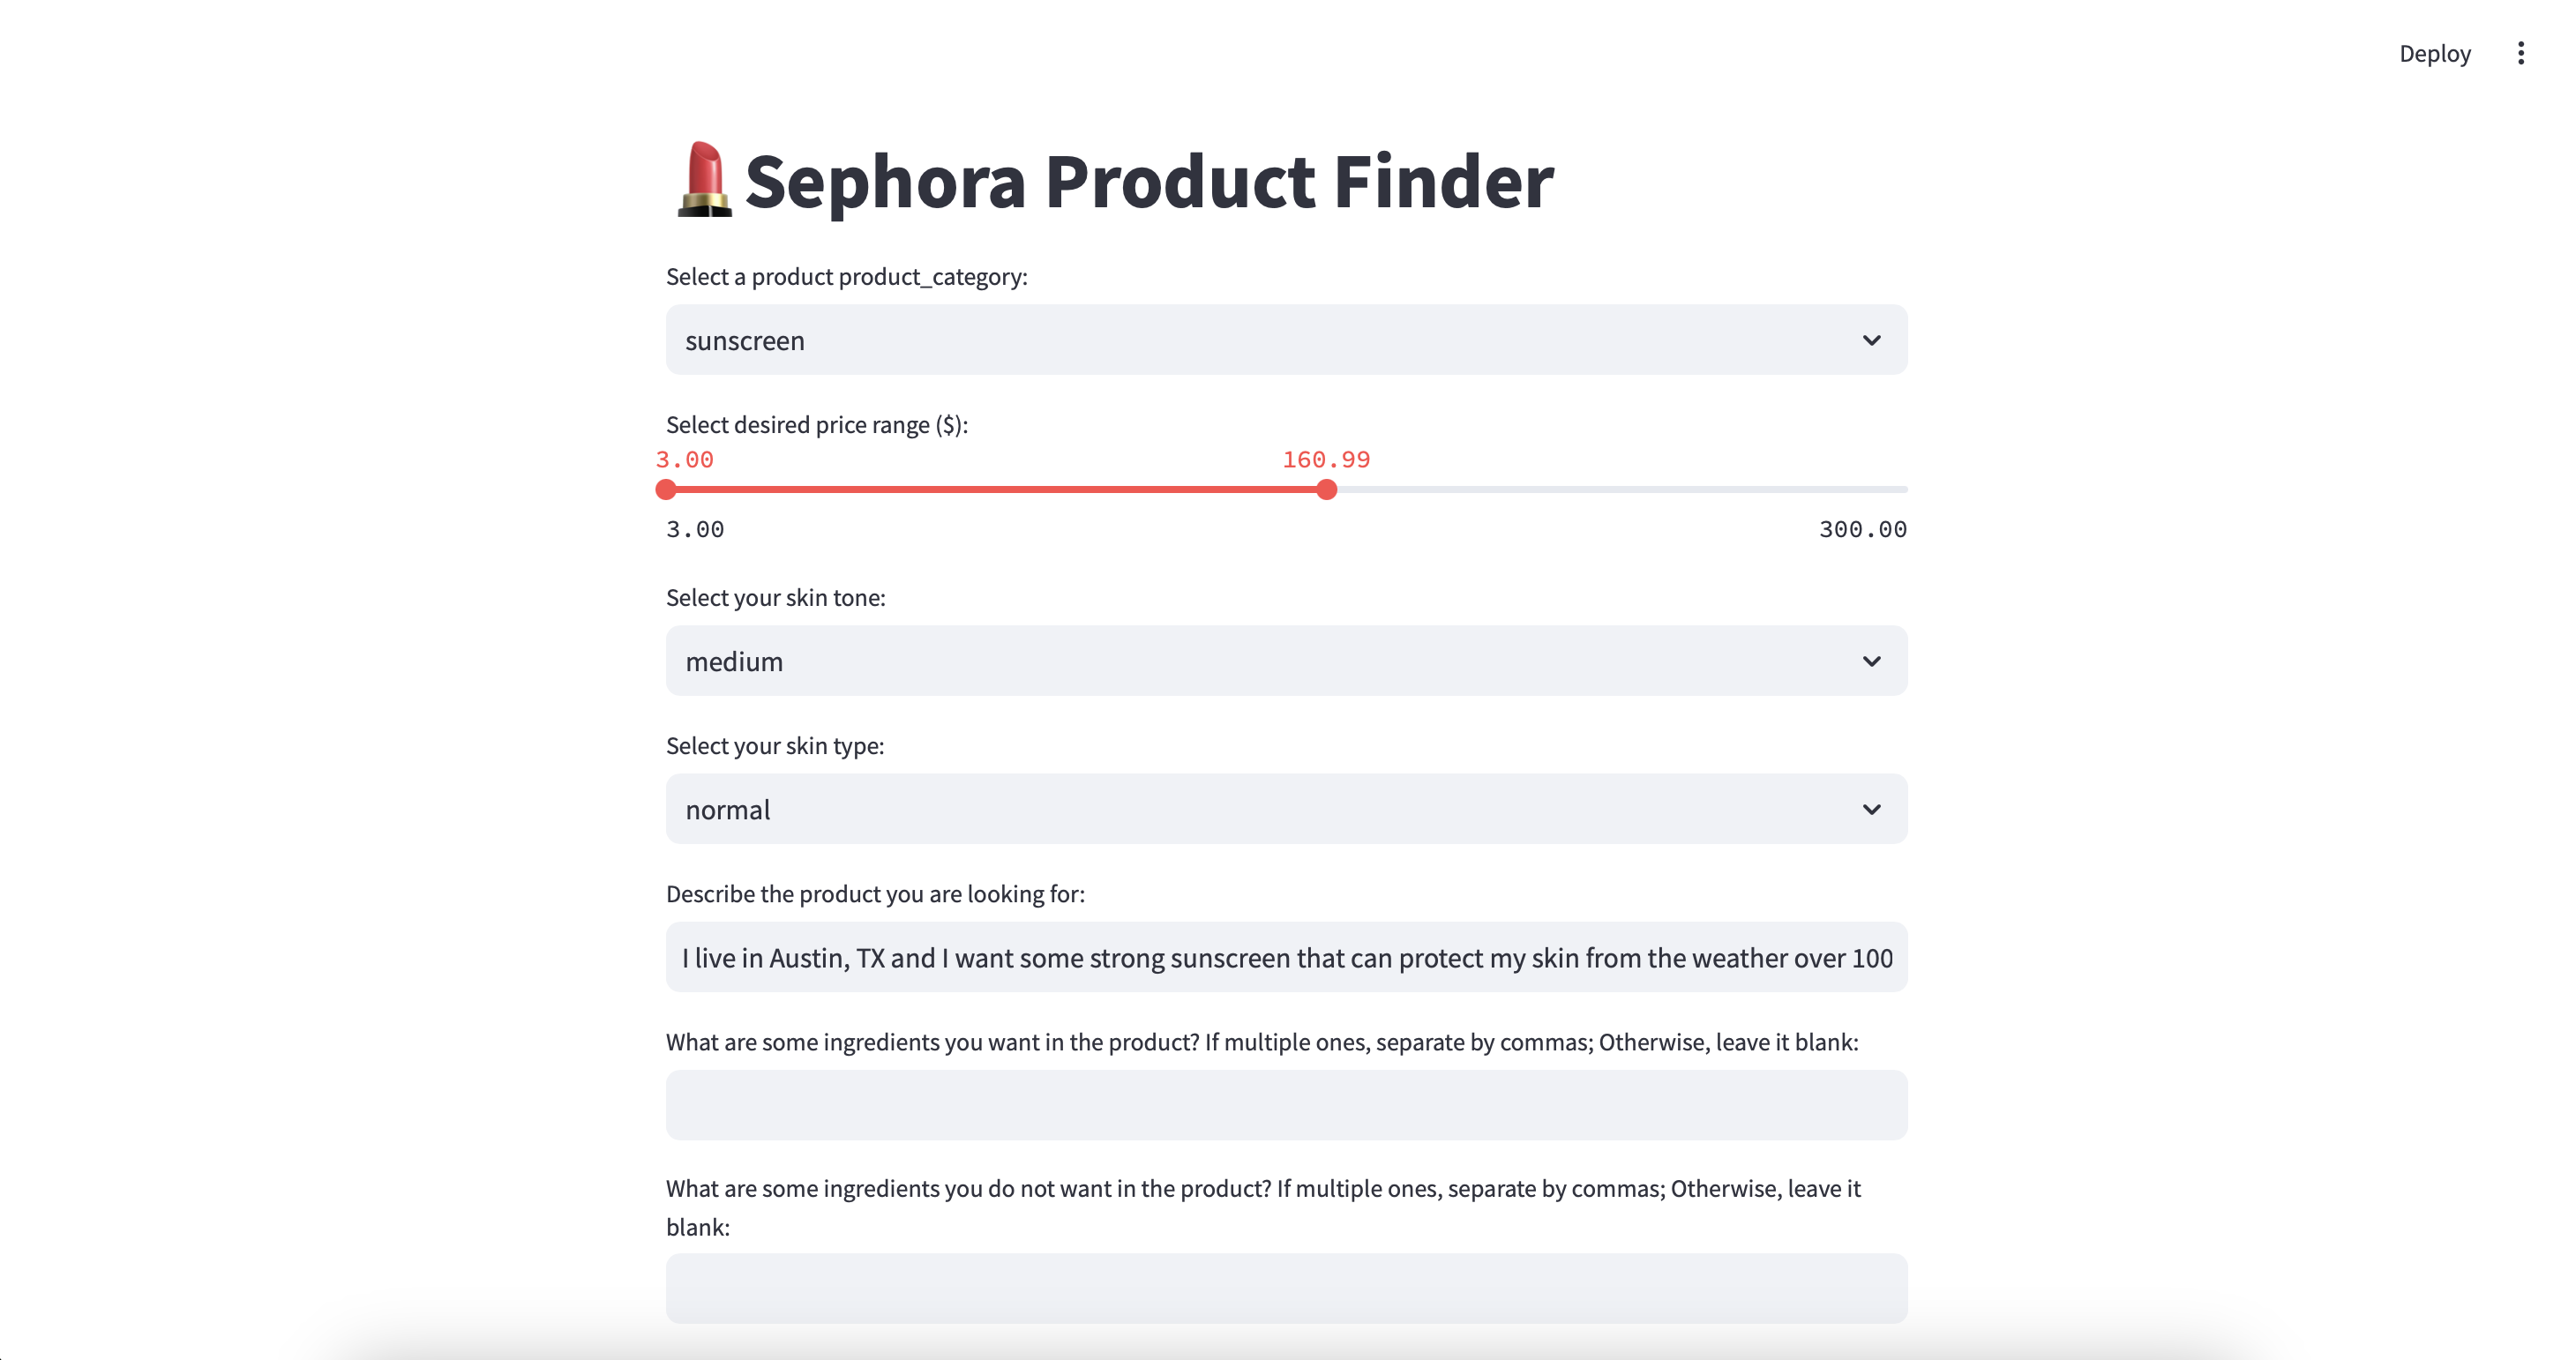 Deploy
Sephora Product Finder
Select a product product_category:
sunscreen
Select desired price range ($):
3.00 160.99
3.00 300.00
Select your skin tone:
medium
Select your skin type:
normal
Describe the product you are looking for:
I live in Austin, TX and I want some strong sunscreen that can protect my skin from the weather over 100
What are some ingredients you want in the product? If multiple ones, separate by commas; Otherwise, leave it blank:
What are some ingredients you do not want in the product? If multiple ones, separate by commas; Otherwise, leave it
blank: